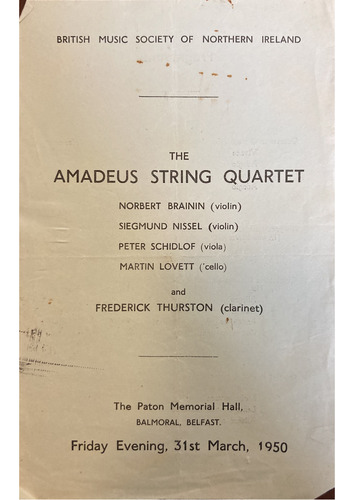 BRITISH MUSIC SOCIETY OF NORTHERN IRELAND
THE
AMADEUS STRING QUARTET
NORBERT BRAININ (violin)
SIEGMUND NISSEL (violin)
PETER SCHIDLOF (viola)
MARTIN LOVETT ('cello)
and
FREDERICK THURSTON (clarinet)
The Paton Memorial Hall,
BALMORAL, BELFAST.
Friday Evening, 31st March, 1950